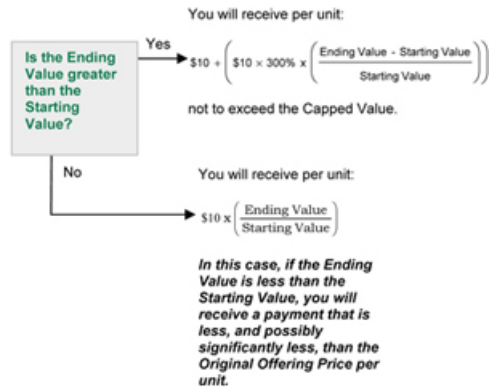 You will receive per unit:
Is the Ending
Value greater
than the
Starting
Value?
Yes
$10 + ( $10 × 300% x ( Ending Value - Starting Value
Starting Value ) )
not to exceed the Capped Value.
No
You will receive per unit:
$10 x ( Ending Value
Starting Value )
In this case, if the Ending
Value is less than the
Starting Value, you will
receive a payment that is
less, and possibly
significantly less, than the
Original Offering Price per
unit.